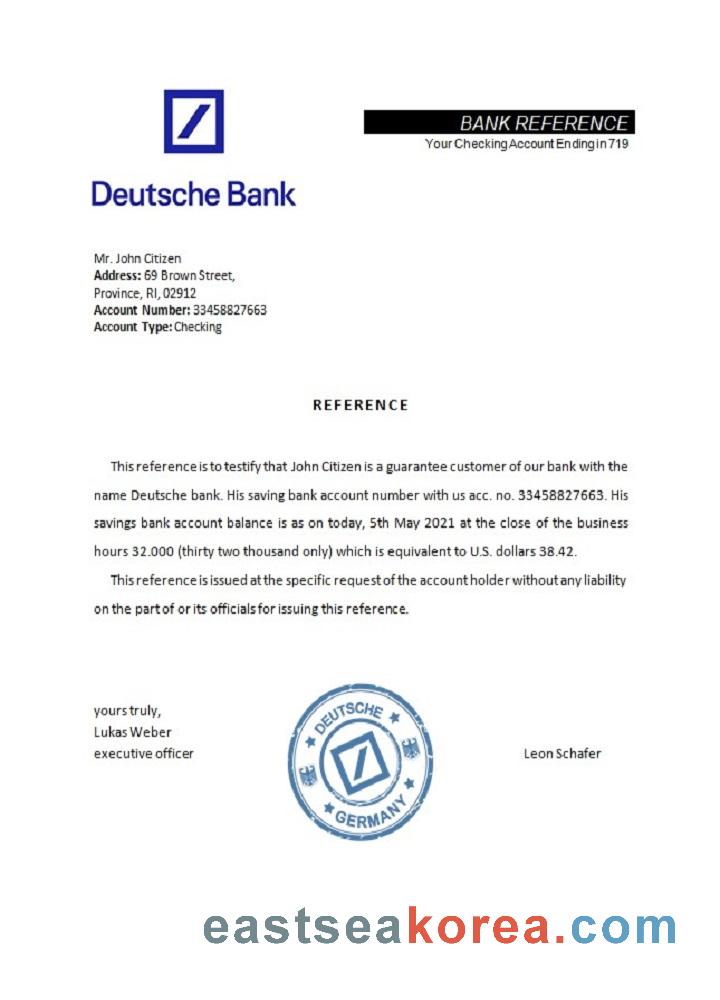 BANK REFERENCE
Your Checking Account Ending in 719
Deutsche Bank
Mr. John Citizen
Address: 69 Brown Street,
Province, RI, 02912
Account Number: 33458827663
Account Type: Checking
REFERENCE
This reference is to testify that John Citizen is a guarantee customer of our bank with the
name Deutsche bank. His saving bank account number with us acc. no. 33458827663. His
savings bank account balance is as on today, 5th May 2021 at the close of the business
hours 32.000 (thirty two thousand only) which is equivalent to U.S. dollars 38.42.
This reference is issued at the specific request of the account holder without any liability
on the part of or its officials for issuing this reference.
yours truly,
Lukas Weber
executive officer
DEUTSCHE
GERMANY
Leon Schafer
eastseakorea.com